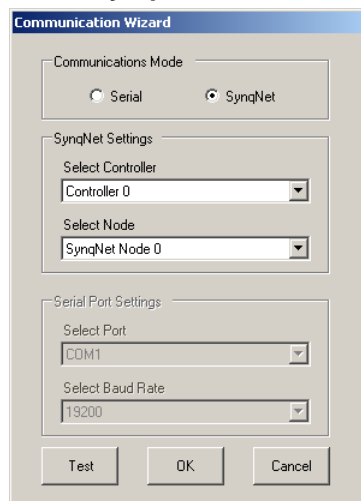 Communication Wizard
Communications Mode
Serial SynqNet
SynqNet Settings
Select Controller
Controller 0
Select Node
SynqNet Node 0
Serial Port Settings
Select Port
COM1
Select Baud Rate
19200
Test OK Cancel